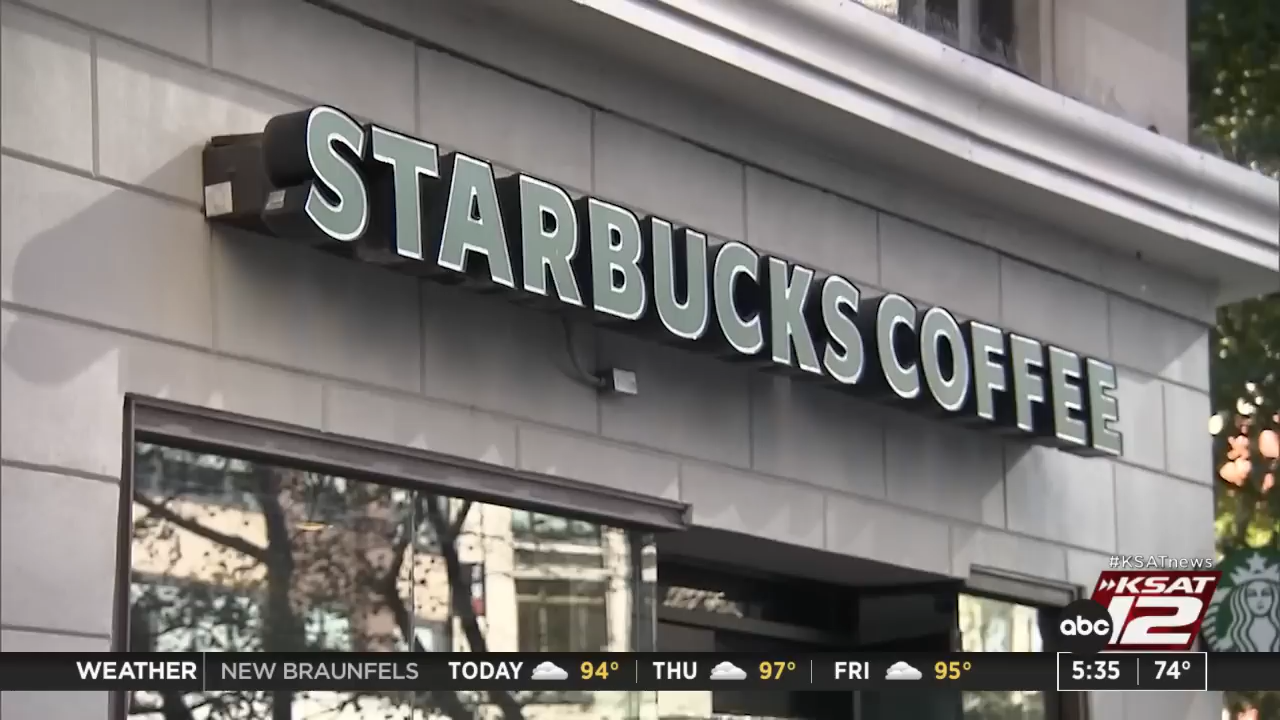 STARBUCKS COFFEE
#KSATnews
KSAT
abc 12
WEATHER NEW BRAUNFELS TODAY 94° THU 97° FRI 95° 5:35 74°